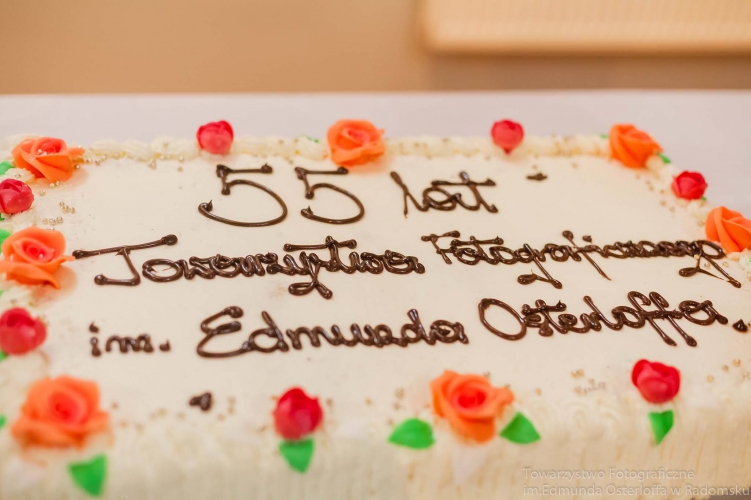 55 lat
Towarzystwa Fotograficznego
im. Edmunda Osterloffa.
Towarzystwo Fotograficzne
im.Edmunda Osterloffa w Radomsku